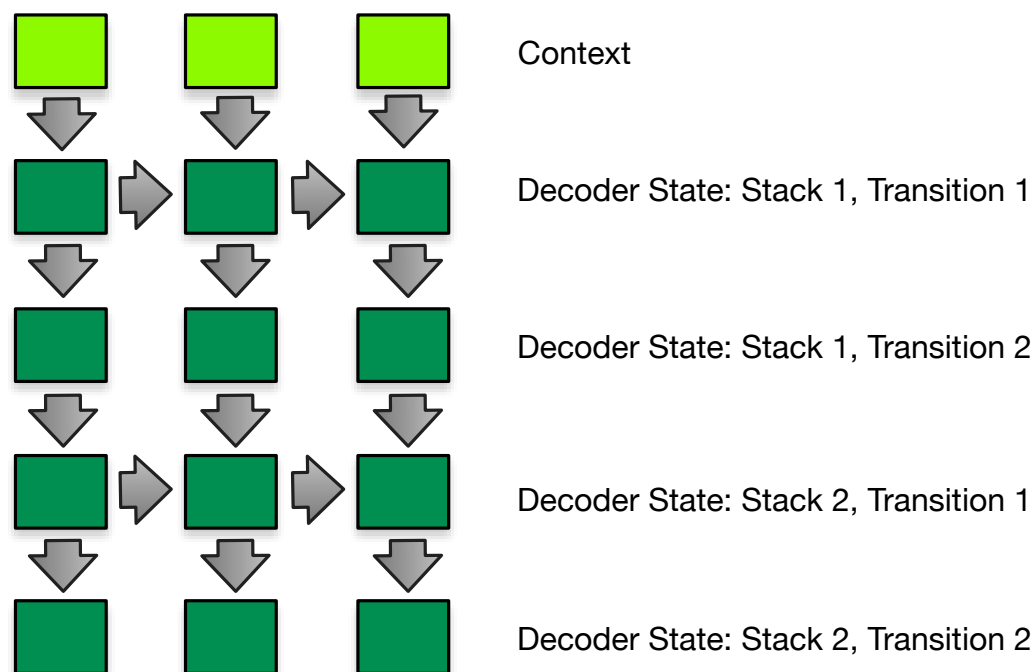 Context
Decoder State: Stack 1, Transition 1
Decoder State: Stack 1, Transition 2
Decoder State: Stack 2, Transition 1
Decoder State: Stack 2, Transition 2